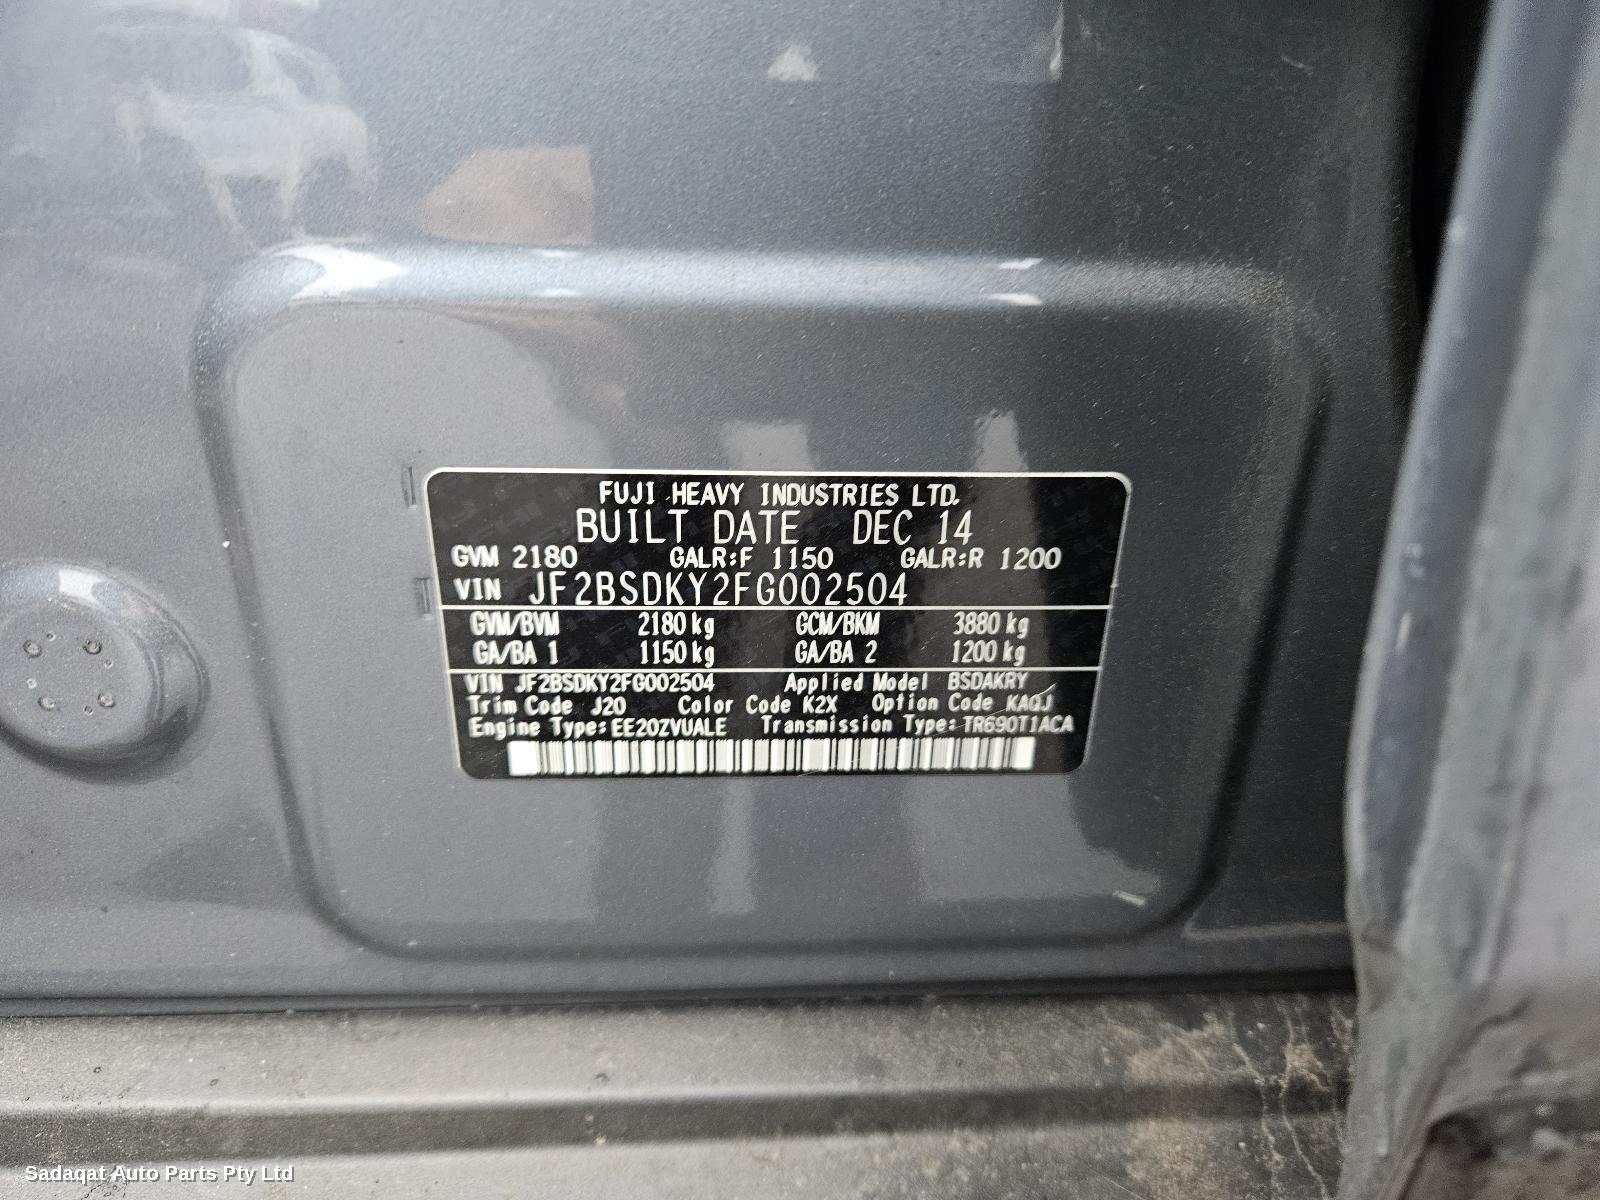 FUJI HEAVY INDUSTRIES LTD.
BUILT DATE DEC 14
GVM 2180 GALR:F 1150 GALR:R 1200
VIN JF2BSDKY2FG002504
GVM/BVM 2180 kg GCM/BKM 3880 kg
GA/BA 1 1150 kg GA/BA 2 1200 kg
VIN JF2BSDKY2FG002504 Applied Model BSDAKRY
Trim Code J20 Color Code K2X Option Code KAQJ
Engine Type: EE20ZVUALE Transmission Type: TR690T1ACA
Sadaqat Auto Parts Pty Ltd